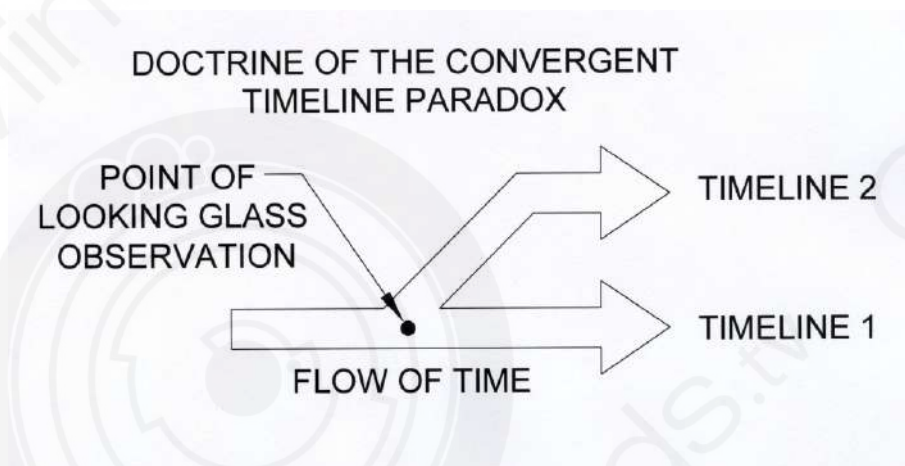 DOCTRINE OF THE CONVERGENT
TIMELINE PARADOX
POINT OF
LOOKING GLASS
OBSERVATION
TIMELINE 2
TIMELINE 1
FLOW OF TIME